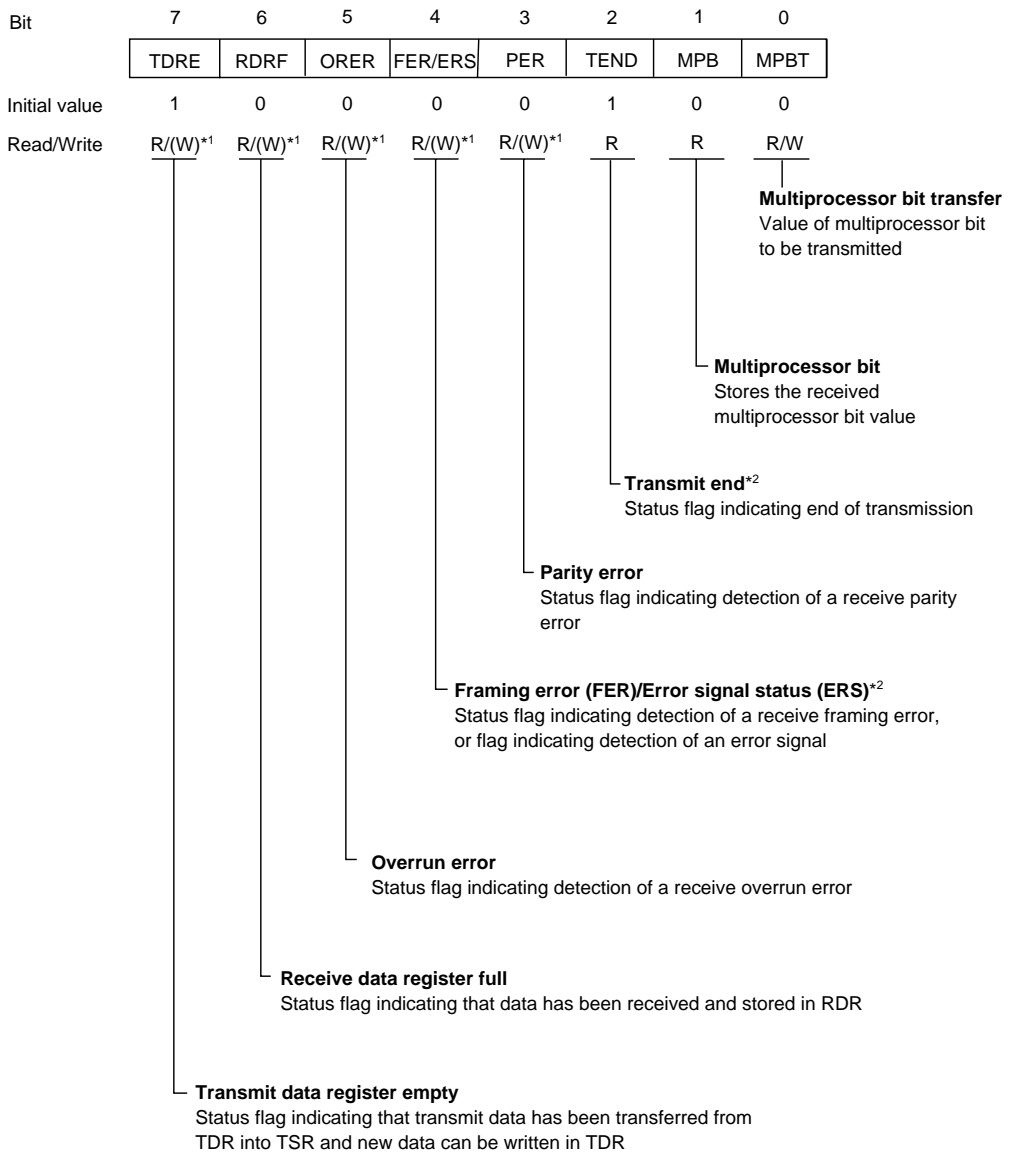 Bit 7 6 5 4 3 2 1 0
TDRE RDRF ORER FER/ERS PER TEND MPB MPBT
Initial value 1 0 0 0 0 1 0 0
Read/Write R/(W)*1 R/(W)*1 R/(W)*1 R/(W)*1 R/(W)*1 R R R/W
Multiprocessor bit transfer
Value of multiprocessor bit
to be transmitted
Multiprocessor bit
Stores the received
multiprocessor bit value
Transmit end*2
Status flag indicating end of transmission
Parity error
Status flag indicating detection of a receive parity
error
Framing error (FER)/Error signal status (ERS)*2
Status flag indicating detection of a receive framing error,
or flag indicating detection of an error signal
Overrun error
Status flag indicating detection of a receive overrun error
Receive data register full
Status flag indicating that data has been received and stored in RDR
Transmit data register empty
Status flag indicating that transmit data has been transferred from
TDR into TSR and new data can be written in TDR